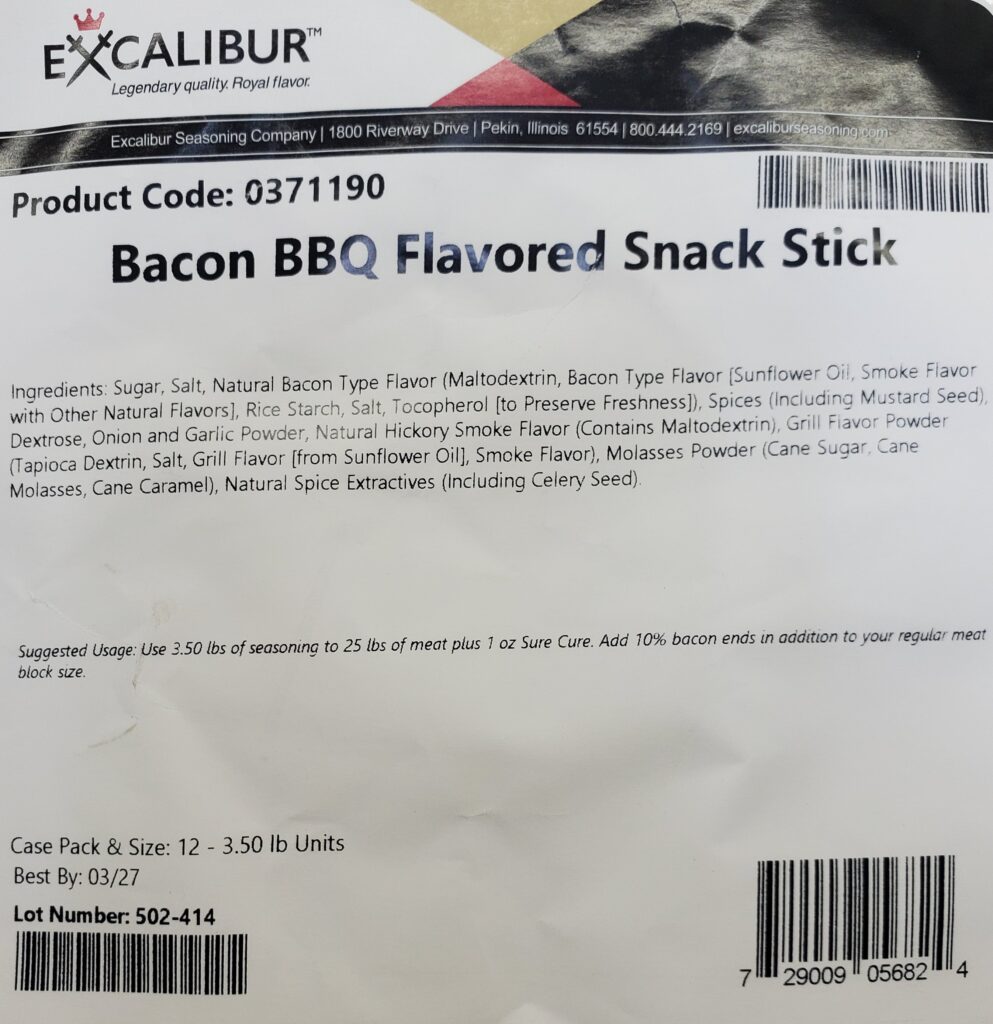 EXCALIBUR™
Legendary quality. Royal flavor.
Excalibur Seasoning Company | 1800 Riverway Drive | Pekin, Illinois 61554 | 800.444.2169 | excaliburseasoning.com
Product Code: 0371190
Bacon BBQ Flavored Snack Stick
Ingredients: Sugar, Salt, Natural Bacon Type Flavor (Maltodextrin, Bacon Type Flavor [Sunflower Oil, Smoke Flavor
with Other Natural Flavors], Rice Starch, Salt, Tocopherol [to Preserve Freshness]), Spices (Including Mustard Seed),
Dextrose, Onion and Garlic Powder, Natural Hickory Smoke Flavor (Contains Maltodextrin), Grill Flavor Powder
(Tapioca Dextrin, Salt, Grill Flavor [from Sunflower Oil], Smoke Flavor), Molasses Powder (Cane Sugar, Cane
Molasses, Cane Caramel), Natural Spice Extractives (Including Celery Seed).
Suggested Usage: Use 3.50 lbs of seasoning to 25 lbs of meat plus 1 oz Sure Cure. Add 10% bacon ends in addition to your regular meat
block size.
Case Pack & Size: 12 - 3.50 lb Units
Best By: 03/27
Lot Number: 502-414
7 29009 05682 4